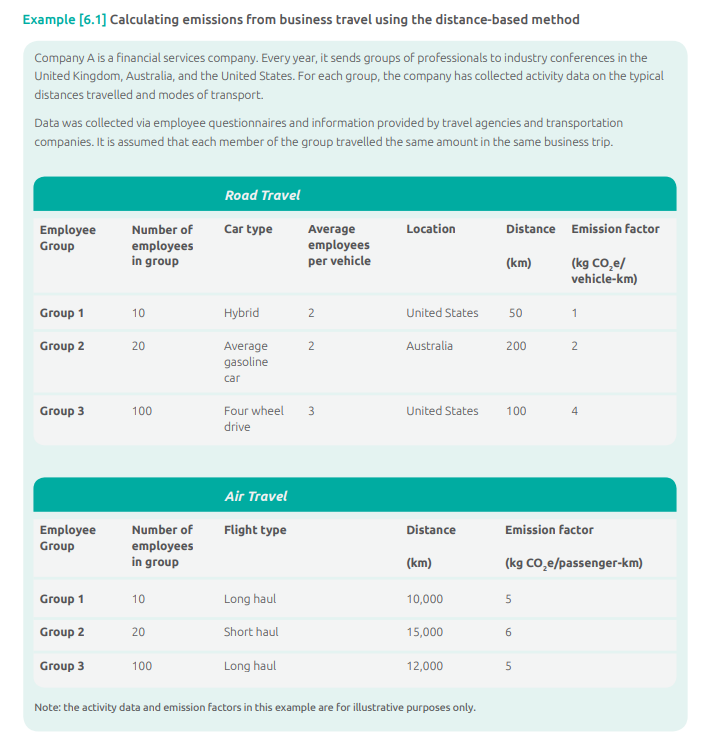 Example [6.1] Calculating emissions from business travel using the distance-based method
Company A is a financial services company. Every year, it sends groups of professionals to industry conferences in the
United Kingdom, Australia, and the United States. For each group, the company has collected activity data on the typical
distances travelled and modes of transport.
Data was collected via employee questionnaires and information provided by travel agencies and transportation
companies. It is assumed that each member of the group travelled the same amount in the same business trip.
Road Travel
Employee Group Number of employees in group Car type Average employees per vehicle Location Distance (km) Emission factor (kg CO₂e/ vehicle-km)
Group 1 10 Hybrid 2 United States 50 1
Group 2 20 Average gasoline car 2 Australia 200 2
Group 3 100 Four wheel drive 3 United States 100 4
Air Travel
Employee Group Number of employees in group Flight type Distance (km) Emission factor (kg CO₂e/passenger-km)
Group 1 10 Long haul 10,000 5
Group 2 20 Short haul 15,000 6
Group 3 100 Long haul 12,000 5
Note: the activity data and emission factors in this example are for illustrative purposes only.